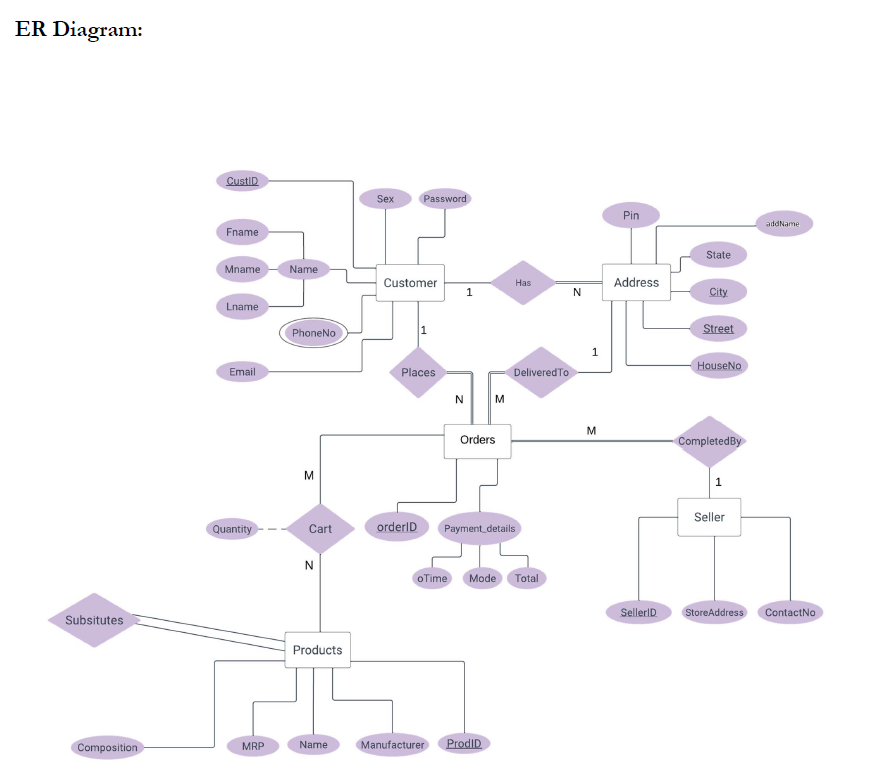 ER Diagram:
CustID
Sex
Password
Pin
addName
Fname
State
Mname
Name
Customer
1
Has
N
Address
City
Lname
PhoneNo
1
Street
1
Email
Places
DeliveredTo
HouseNo
N
M
Orders
M
CompletedBy
M
1
Quantity
Cart
orderID
Payment_details
Seller
N
oTime
Mode
Total
SellerID
StoreAddress
ContactNo
Subsitutes
Products
Composition
MRP
Name
Manufacturer
ProdID